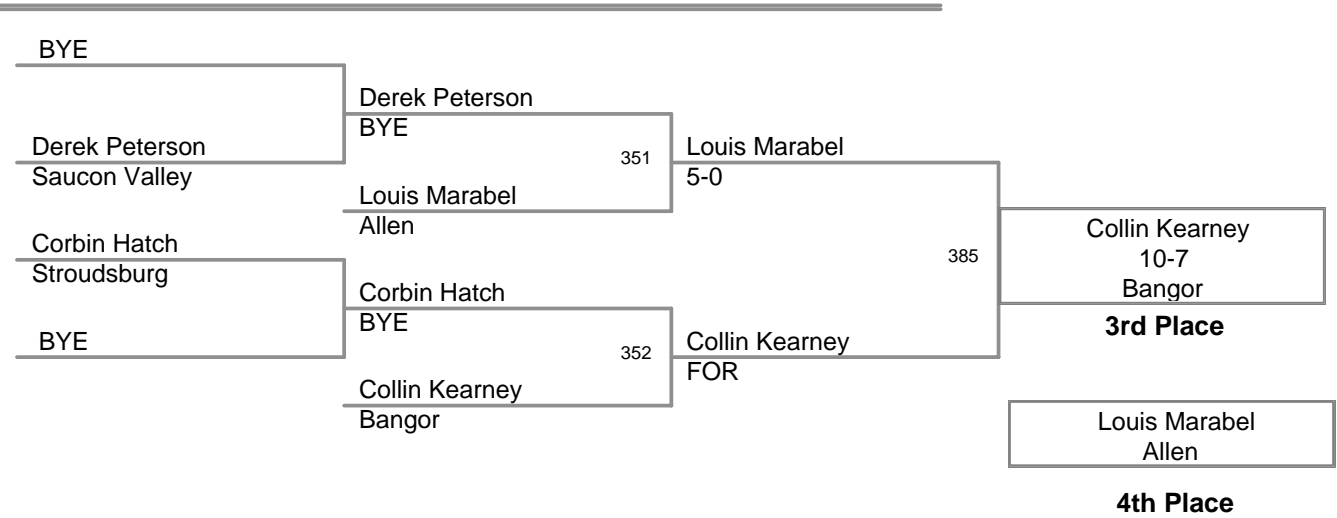 BYE
Derek Peterson
BYE
Derek Peterson
Saucon Valley
351
Louis Marabel
5-0
Louis Marabel
Allen
Corbin Hatch
Stroudsburg
385
Collin Kearney
10-7
Bangor
3rd Place
Corbin Hatch
BYE
BYE
352
Collin Kearney
FOR
Collin Kearney
Bangor
Louis Marabel
Allen
4th Place